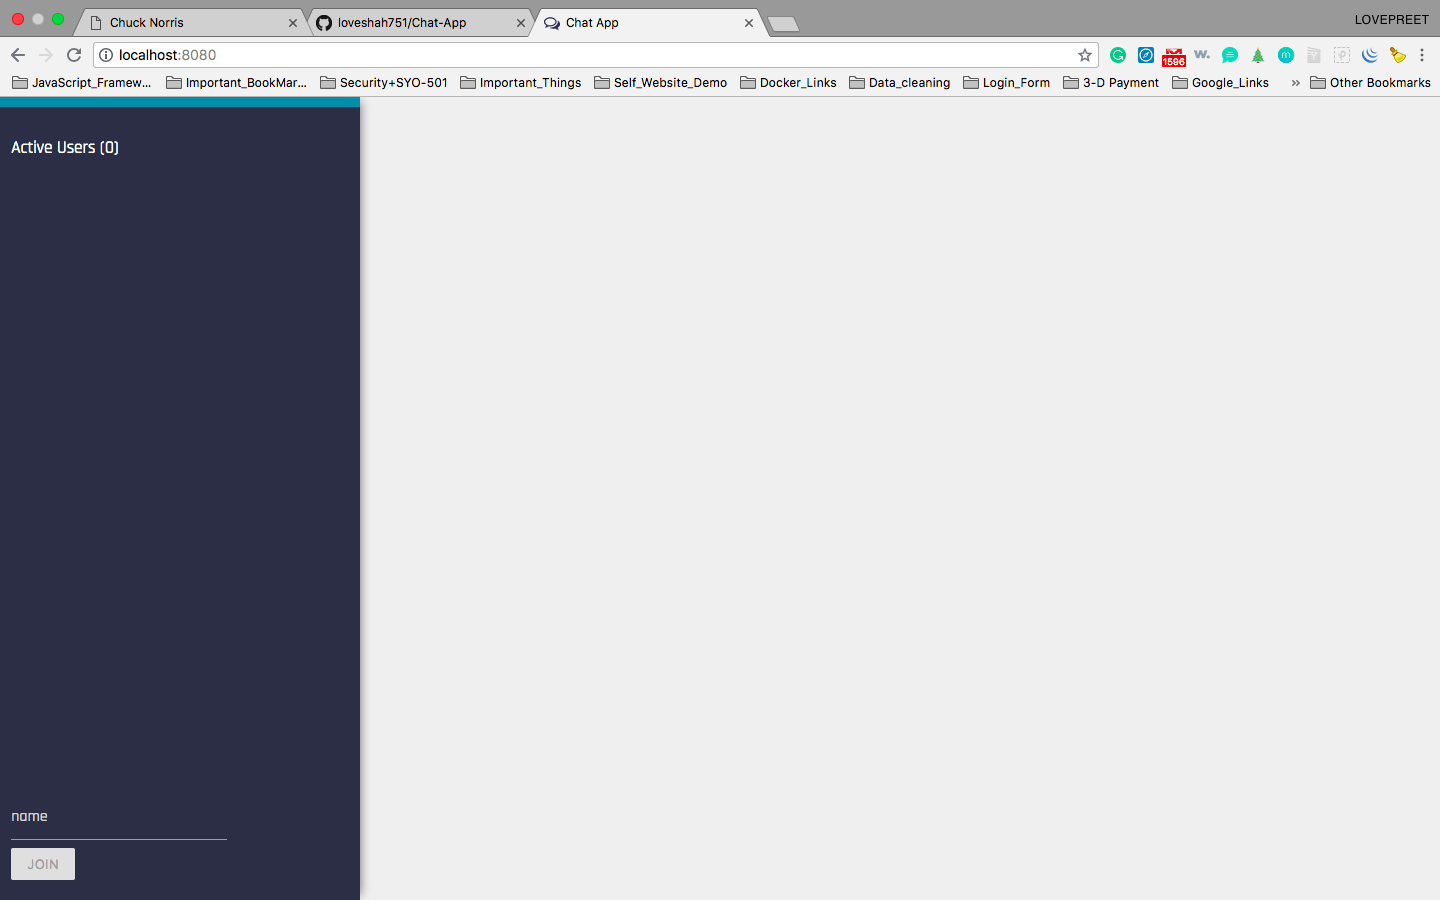 Chuck Norris
loveshah751/Chat-App
Chat App
LOVEPREET
localhost:8080
1596
w.
m
JavaScript_Framew...
Important_BookMar...
Security+SYO-501
Important_Things
Self_Website_Demo
Docker_Links
Data_cleaning
Login_Form
3-D Payment
Google_Links
»
Other Bookmarks
Active Users (0)
name
JOIN